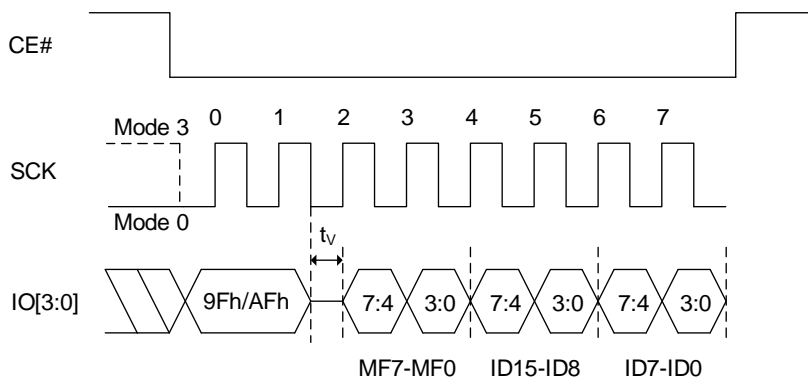 CE#
0 1 2 3 4 5 6 7
Mode 3
SCK
Mode 0
tV
IO[3:0] 9Fh/AFh 7:4 3:0 7:4 3:0 7:4 3:0
MF7-MF0 ID15-ID8 ID7-ID0